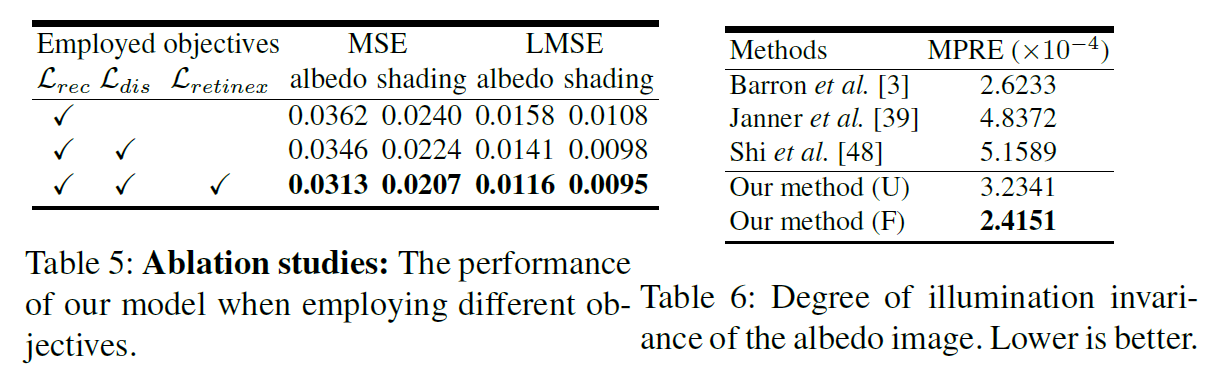 Employed objectives MSE LMSE
ℒ_rec ℒ_dis ℒ_retinex albedo shading albedo shading
✓ 0.0362 0.0240 0.0158 0.0108
✓ ✓ 0.0346 0.0224 0.0141 0.0098
✓ ✓ ✓ 0.0313 0.0207 0.0116 0.0095
Table 5: Ablation studies: The performance
of our model when employing different ob-
jectives.
Methods MPRE (×10⁻⁴)
Barron et al. [3] 2.6233
Janner et al. [39] 4.8372
Shi et al. [48] 5.1589
Our method (U) 3.2341
Our method (F) 2.4151
Table 6: Degree of illumination invari-
ance of the albedo image. Lower is better.